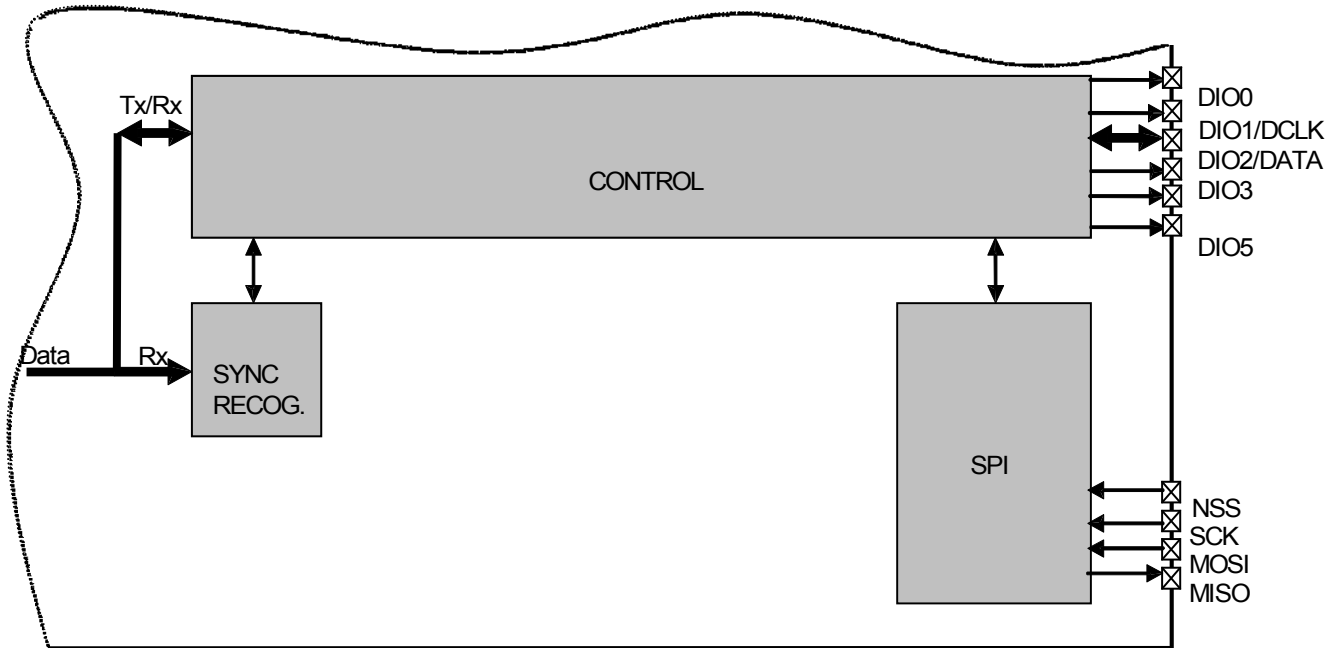 Tx/Rx
DIO0
DIO1/DCLK
DIO2/DATA
DIO3
DIO5
CONTROL
Data
Rx
SYNC
RECOG.
SPI
NSS
SCK
MOSI
MISO